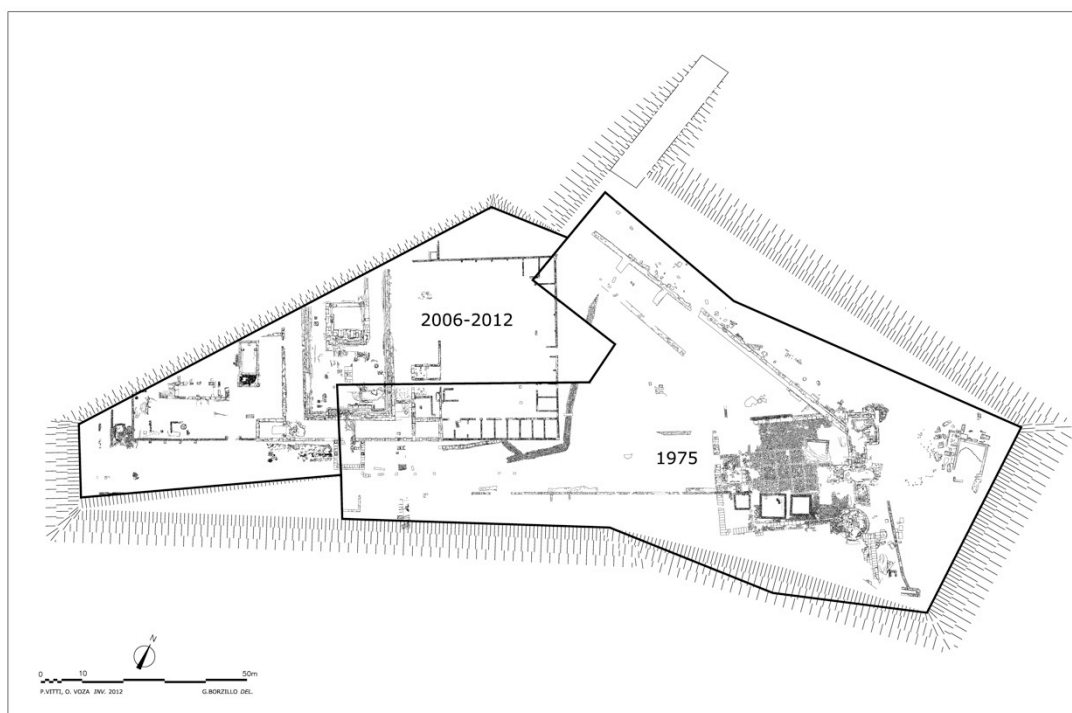 2006-2012
1975
N
0 10 50m
P.VITTI, O. VOZA INV. 2012 G.BORZILLO DEL.